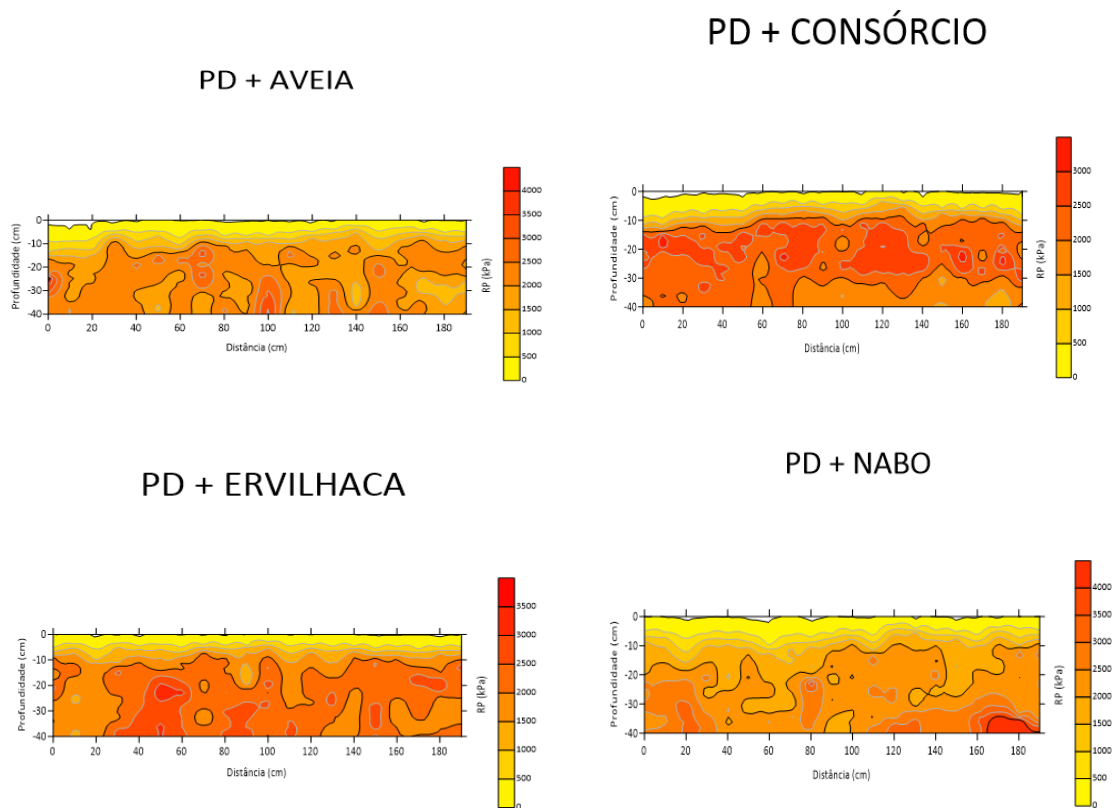 PD + AVEIA
PD + CONSÓRCIO
Profundidade (cm)
0
-10
-20
-30
-40
0 20 40 60 80 100 120 140 160 180
Distância (cm)
RP (kPa)
4000
3500
3000
2500
2000
1500
1000
500
0
Profundidade (cm)
0
-10
-20
-30
-40
0 20 40 60 80 100 120 140 160 180
Distância (cm)
RP (kPa)
3000
2500
2000
1500
1000
500
0
PD + ERVILHACA
PD + NABO
Profundidade (cm)
0
-10
-20
-30
-40
0 20 40 60 80 100 120 140 160 180
Distância (cm)
RP (kPa)
3500
3000
2500
2000
1500
1000
500
0
Profundidade (cm)
0
-10
-20
-30
-40
0 20 40 60 80 100 120 140 160 180
Distância (cm)
RP (kPa)
4000
3500
3000
2500
2000
1500
1000
500
0